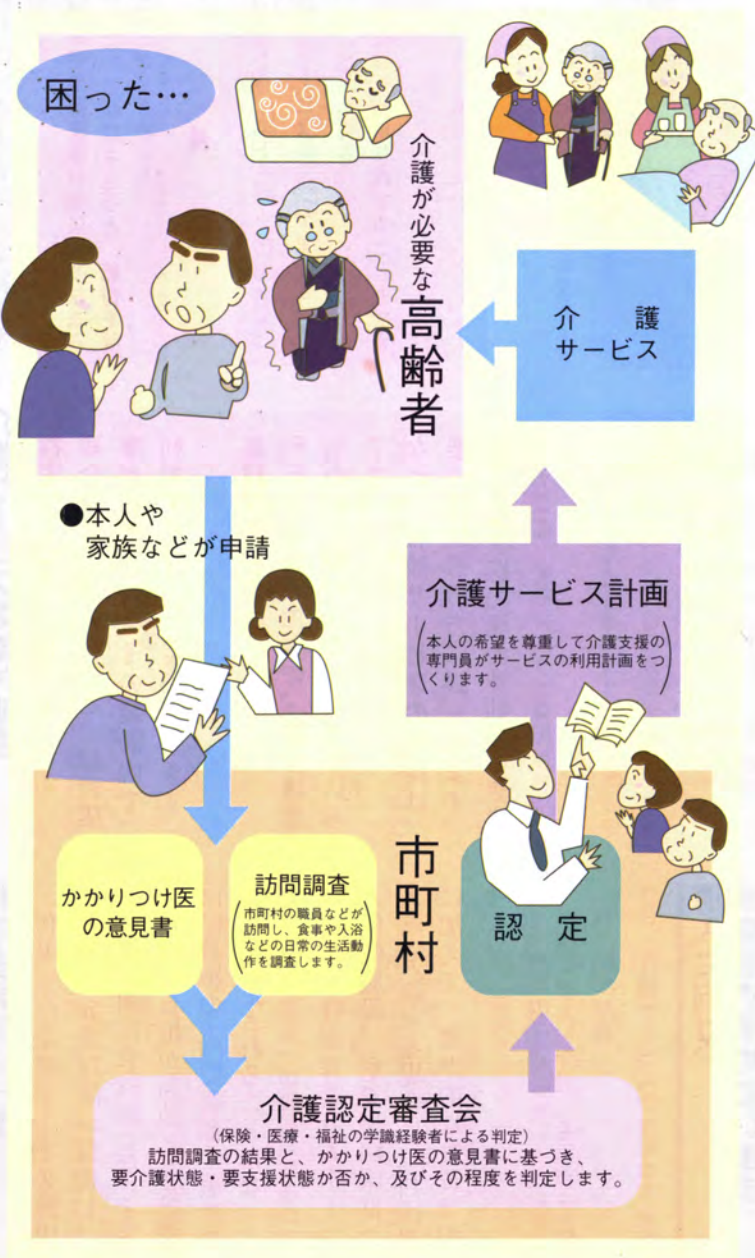 困った…
介護が必要な高齢者
●本人や
家族などが申請
かかりつけ医
の意見書
訪問調査
(市町村の職員などが
訪問し、食事や入浴
などの日常の生活動
作を調査します。)
市町村
介護認定審査会
(保険・医療・福祉の学識経験者による判定)
訪問調査の結果と、かかりつけ医の意見書に基づき、
要介護状態・要支援状態か否か、及びその程度を判定します。
認　定
介護サービス計画
(本人の希望を尊重して介護支援の
専門員がサービスの利用計画をつ
くります。)
介　護
サービス